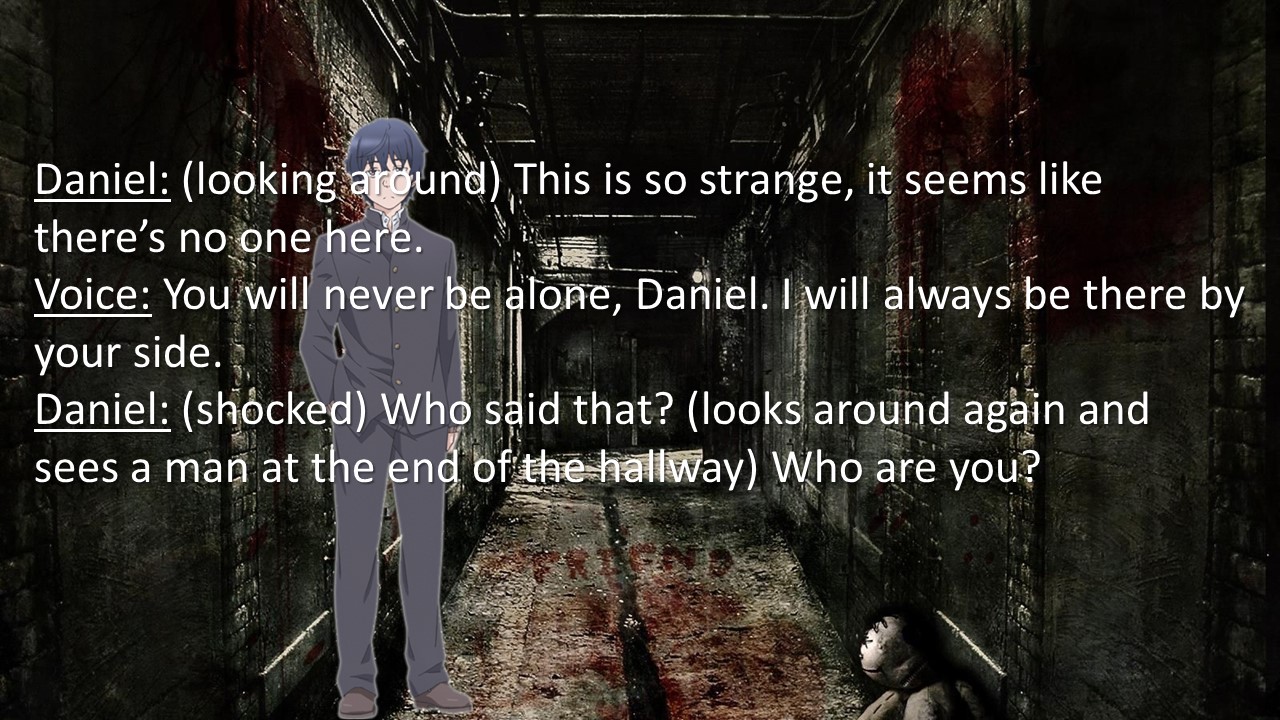 Daniel: (looking around) This is so strange, it seems like
there’s no one here.
Voice: You will never be alone, Daniel. I will always be there by
your side.
Daniel: (shocked) Who said that? (looks around again and
sees a man at the end of the hallway) Who are you?
FRIEND